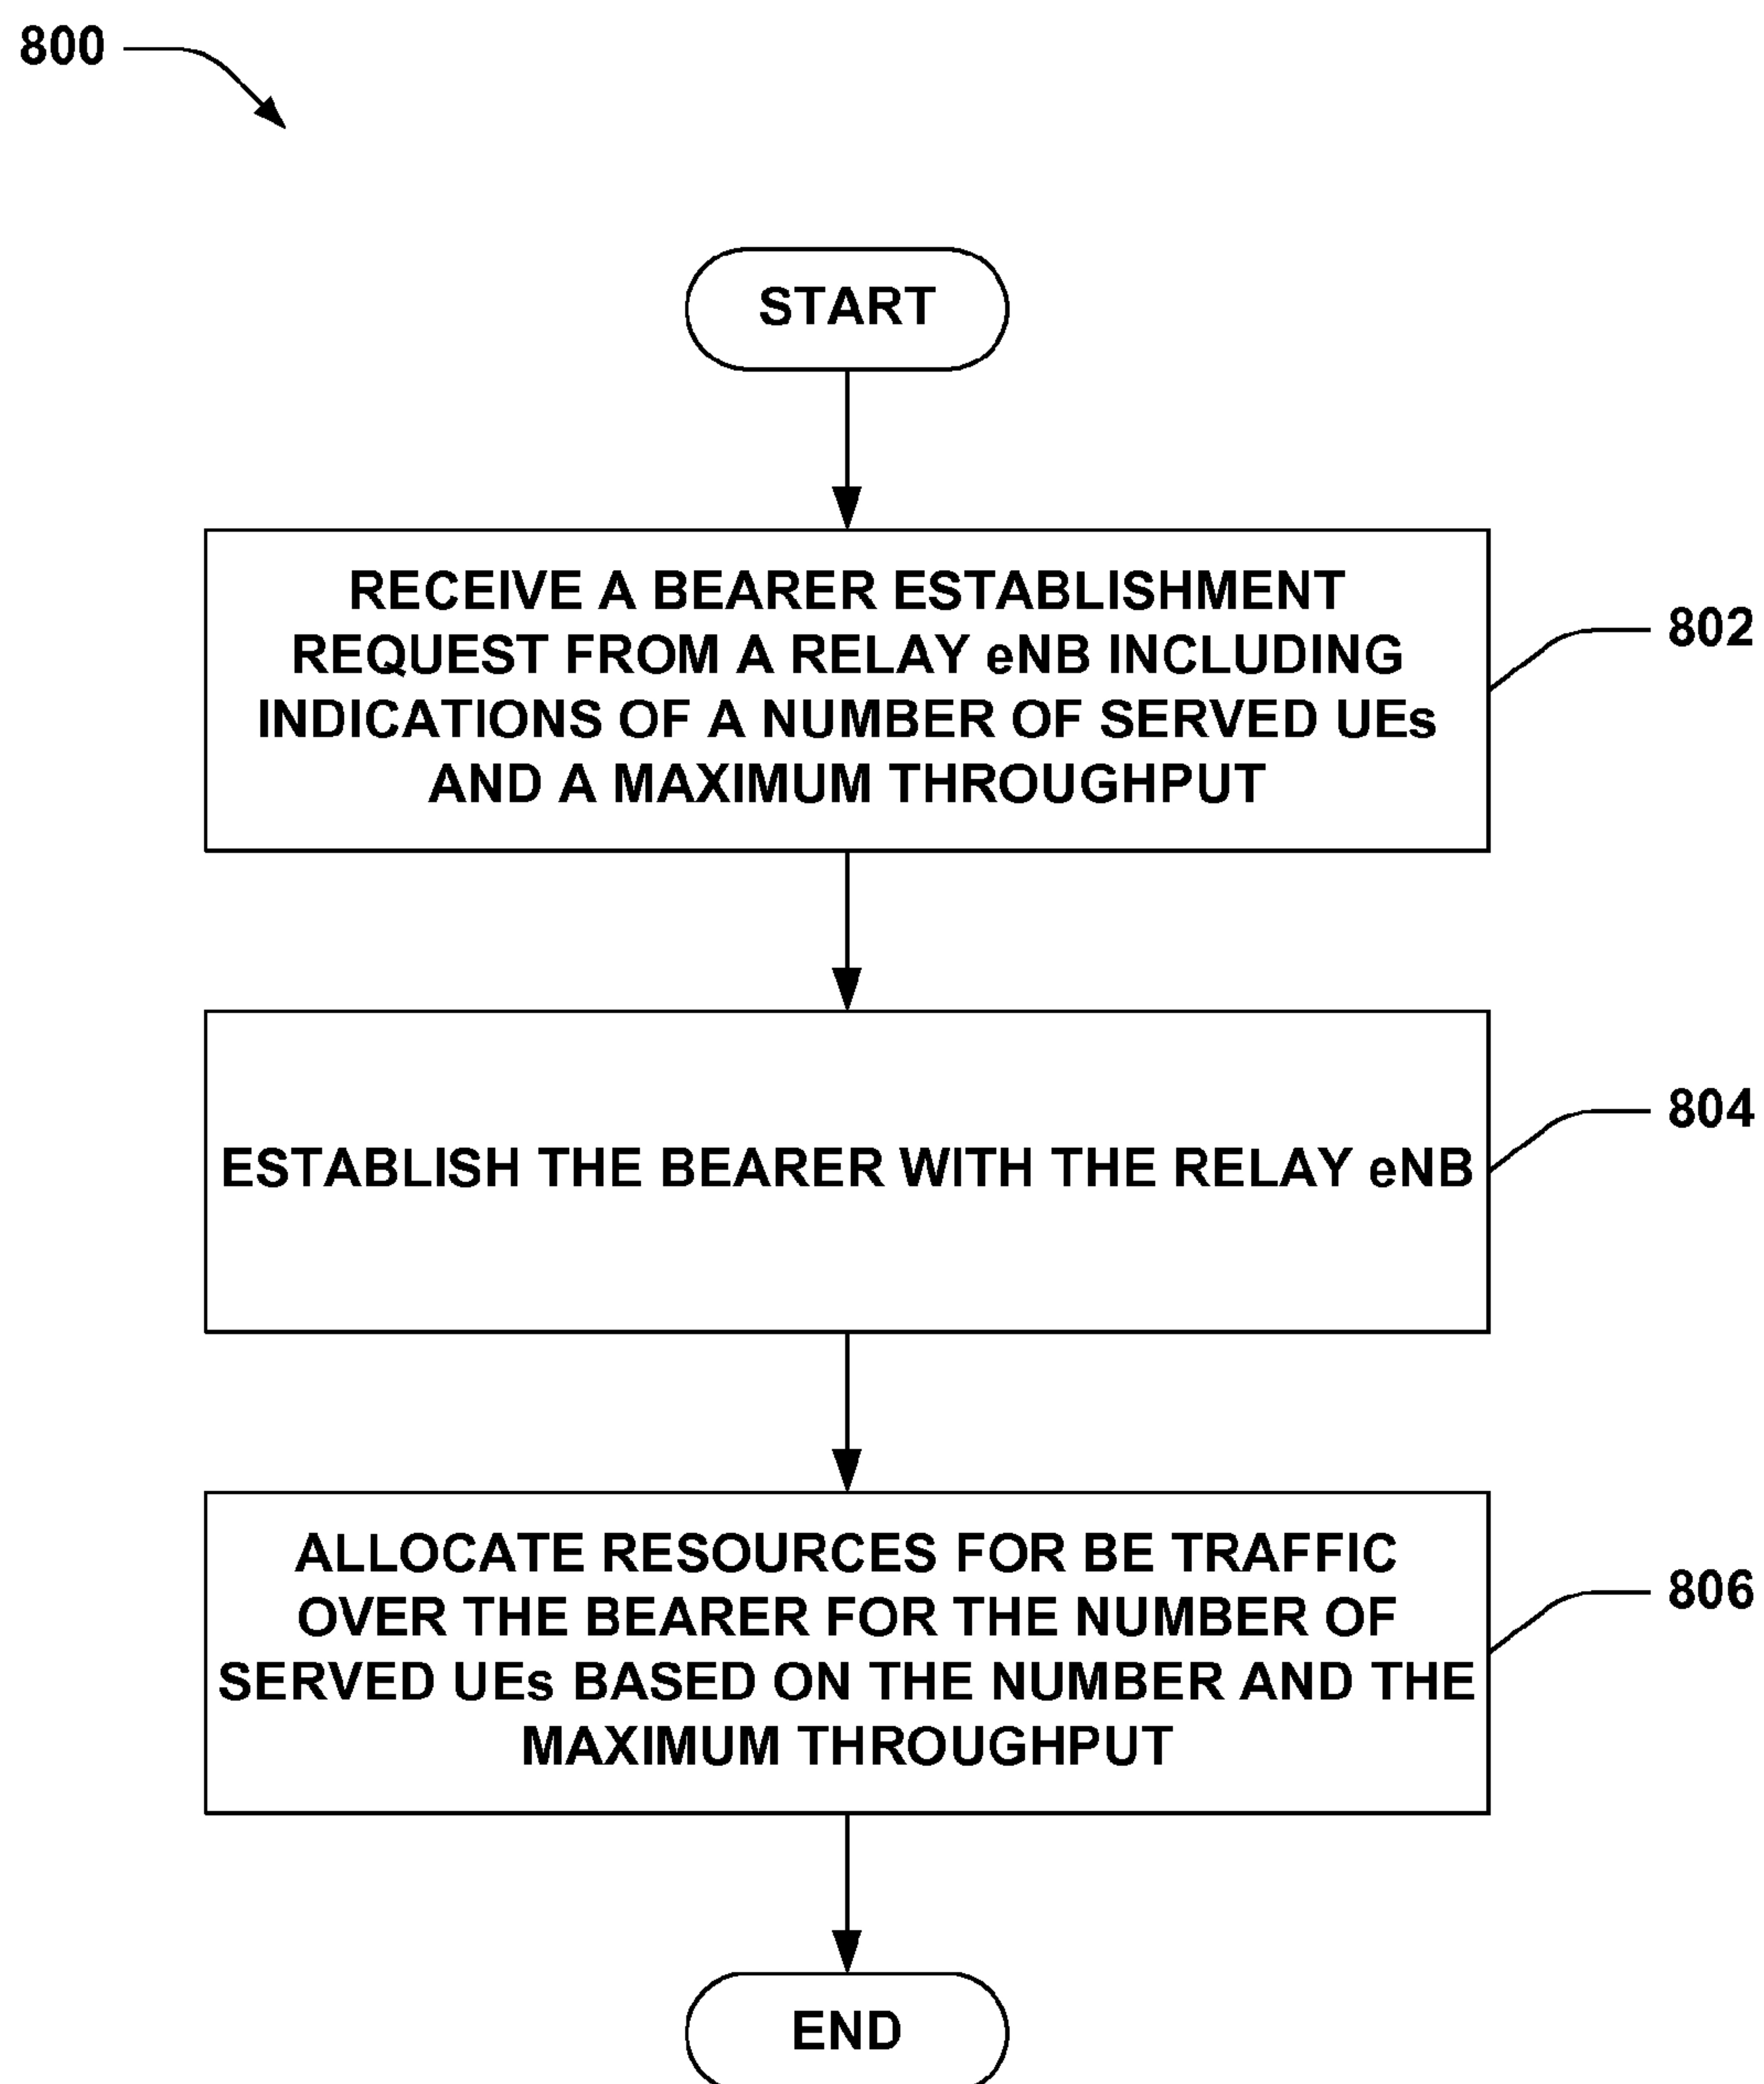 800
START
RECEIVE A BEARER ESTABLISHMENT
REQUEST FROM A RELAY eNB INCLUDING
INDICATIONS OF A NUMBER OF SERVED UEs
AND A MAXIMUM THROUGHPUT
802
ESTABLISH THE BEARER WITH THE RELAY eNB
804
ALLOCATE RESOURCES FOR BE TRAFFIC
OVER THE BEARER FOR THE NUMBER OF
SERVED UEs BASED ON THE NUMBER AND THE
MAXIMUM THROUGHPUT
806
END